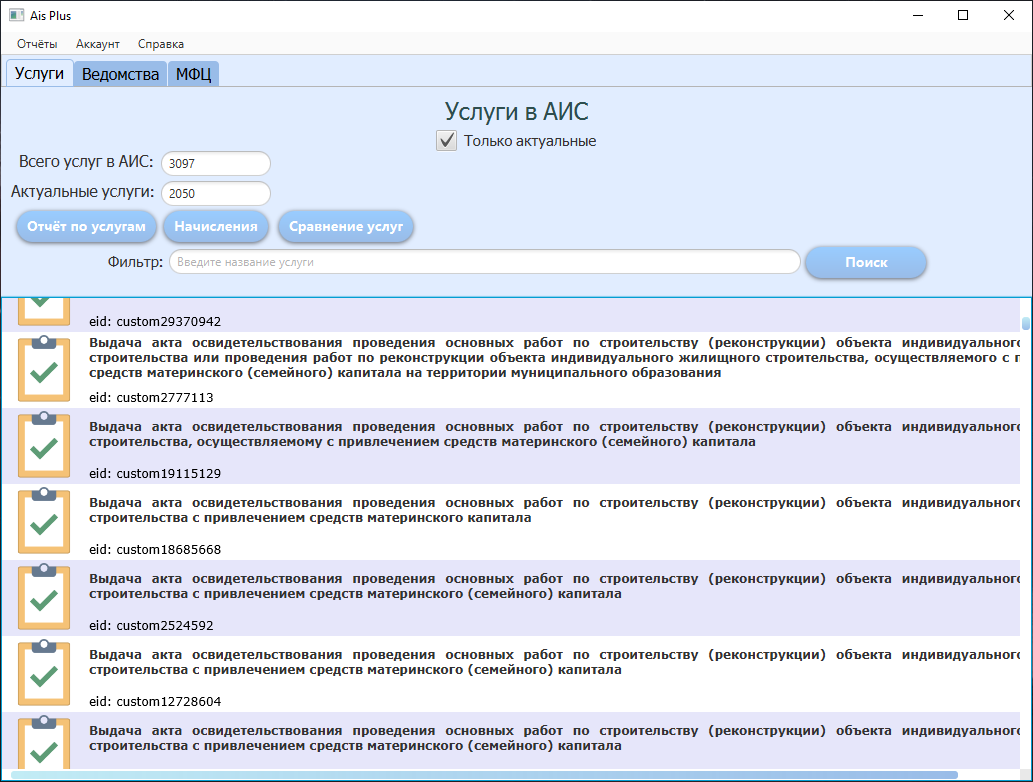 Ais Plus
Отчёты Аккаунт Справка
Услуги Ведомства МФЦ
Услуги в АИС
Только актуальные
Всего услуг в АИС: 3097
Актуальные услуги: 2050
Отчёт по услугам Начисления Сравнение услуг
Фильтр: Введите название услуги Поиск
eid: custom29370942
Выдача акта освидетельствования проведения основных работ по строительству (реконструкции) объекта индивидуального
строительства или проведения работ по реконструкции объекта индивидуального жилищного строительства, осуществляемого с
средств материнского (семейного) капитала на территории муниципального образования
eid: custom2777113
Выдача акта освидетельствования проведения основных работ по строительству (реконструкции) объекта индивидуального
строительства, осуществляемому с привлечением средств материнского (семейного) капитала
eid: custom19115129
Выдача акта освидетельствования проведения основных работ по строительству (реконструкции) объекта индивидуального
строительства с привлечением средств материнского капитала
eid: custom18685668
Выдача акта освидетельствования проведения основных работ по строительству (реконструкции) объекта индивидуального
строительства с привлечением средств материнского (семейного) капитала
eid: custom2524592
Выдача акта освидетельствования проведения основных работ по строительству (реконструкции) объекта индивидуального
строительства с привлечением средств материнского (семейного) капитала
eid: custom12728604
Выдача акта освидетельствования проведения основных работ по строительству (реконструкции) объекта индивидуального
строительства с привлечением средств материнского (семейного) капитала